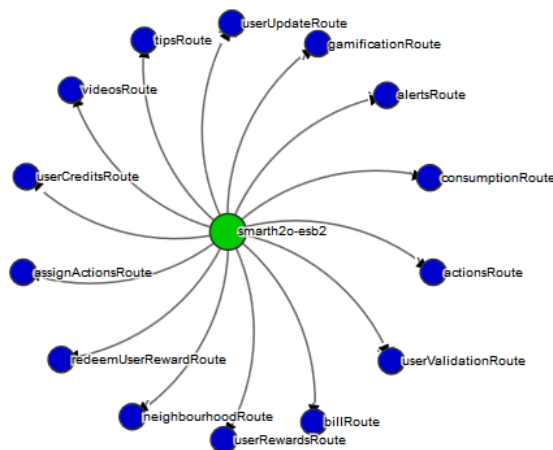 userUpdateRoute
tipsRoute
gamificationRoute
videosRoute
alertsRoute
userCreditsRoute
consumptionRoute
smarth2o-esb2
assignActionsRoute
actionsRoute
redeemUserRewardRoute
userValidationRoute
neighbourhoodRoute
billRoute
userRewardsRoute